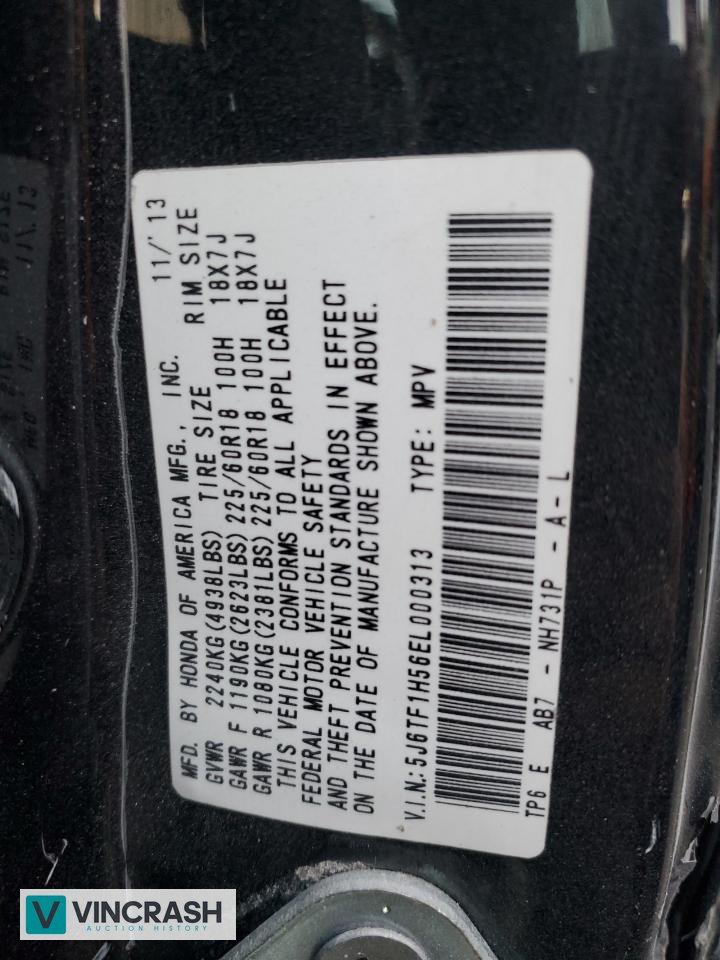 MFD. BY HONDA OF AMERICA MFG., INC. 11/'13
GVWR 2240KG(4938LBS) TIRE SIZE RIM SIZE
GAWR F 1190KG(2623LBS) 225/60R18 100H 18X7J
GAWR R 1080KG(2381LBS) 225/60R18 100H 18X7J
THIS VEHICLE CONFORMS TO ALL APPLICABLE
FEDERAL MOTOR VEHICLE SAFETY
AND THEFT PREVENTION STANDARDS IN EFFECT
ON THE DATE OF MANUFACTURE SHOWN ABOVE.
V.I.N.: 5J6TF1H56EL000313 TYPE: MPV
TP6 E AB7 - NH731P - A - L
V VINCRASH
AUCTION HISTORY